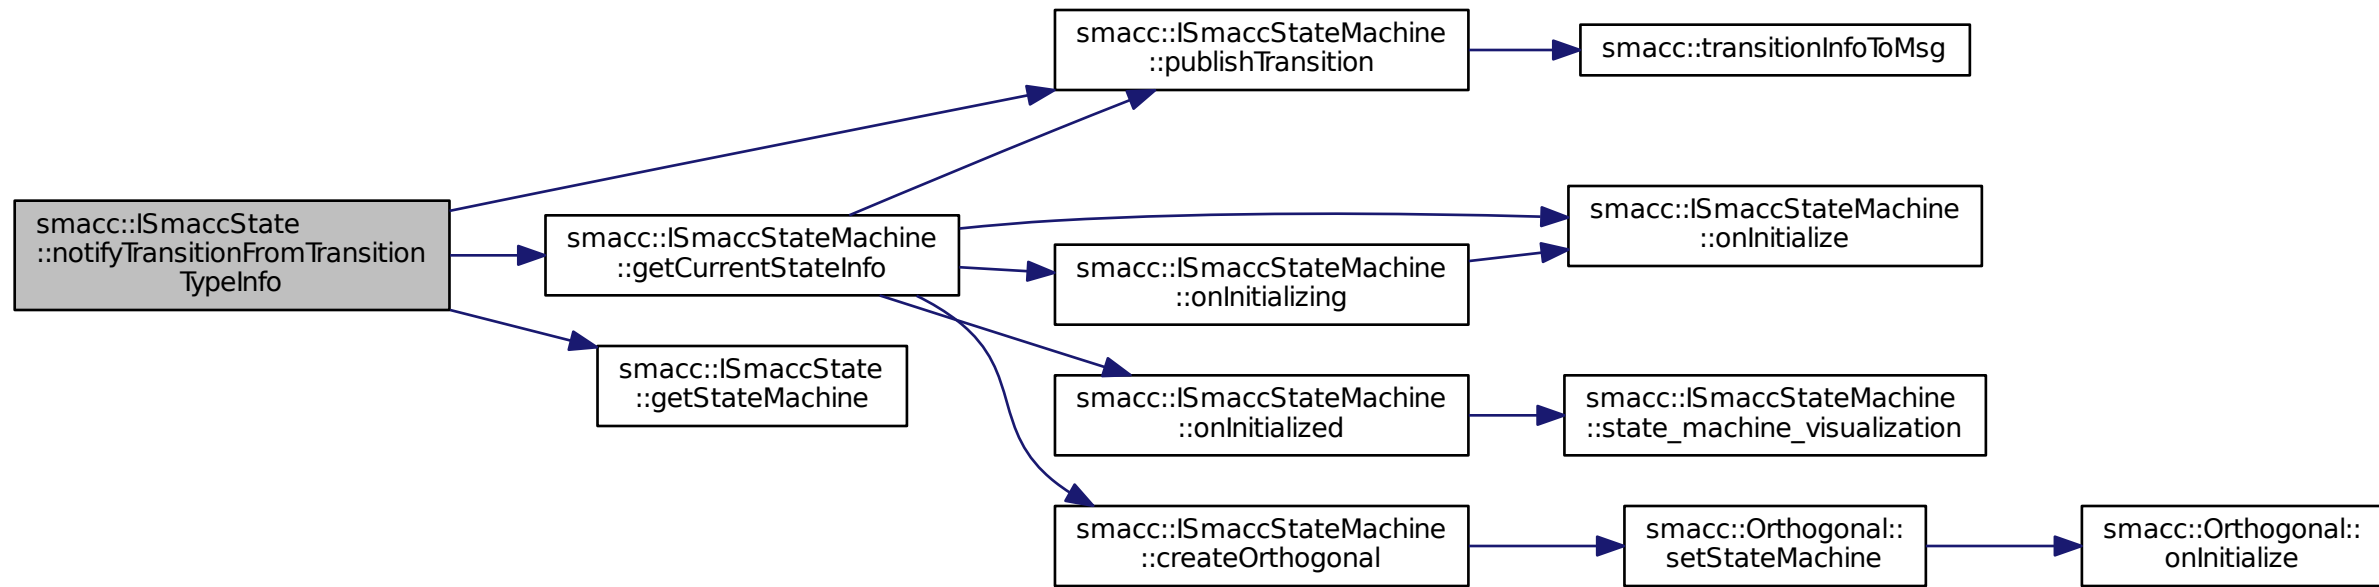 smacc::ISmaccState
::notifyTransitionFromTransition
TypeInfo
smacc::ISmaccStateMachine
::publishTransition
smacc::transitionInfoToMsg
smacc::ISmaccStateMachine
::getCurrentStateInfo
smacc::ISmaccStateMachine
::onInitialize
smacc::ISmaccStateMachine
::onInitializing
smacc::ISmaccState
::getStateMachine
smacc::ISmaccStateMachine
::onInitialized
smacc::ISmaccStateMachine
::state_machine_visualization
smacc::ISmaccStateMachine
::createOrthogonal
smacc::Orthogonal::
setStateMachine
smacc::Orthogonal::
onInitialize